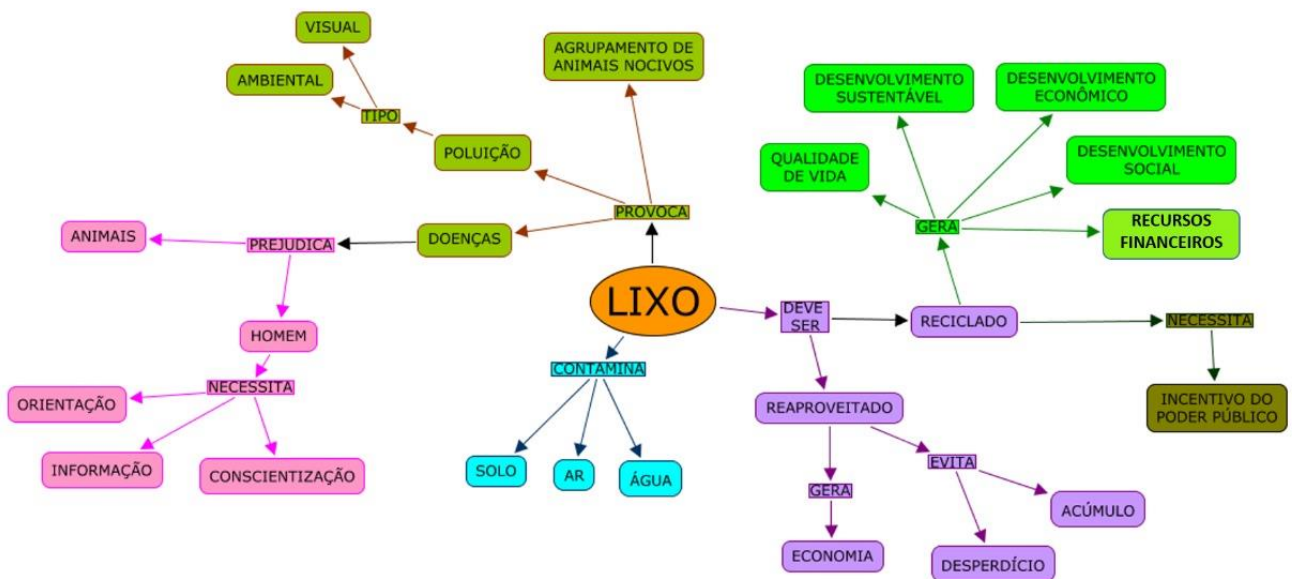 VISUAL
AMBIENTAL
TIPO
POLUIÇÃO
AGRUPAMENTO DE
ANIMAIS NOCIVOS
PROVOCA
DOENÇAS
PREJUDICA
ANIMAIS
HOMEM
NECESSITA
ORIENTAÇÃO
INFORMAÇÃO
CONSCIENTIZAÇÃO
LIXO
CONTAMINA
SOLO
AR
ÁGUA
DEVE
SER
RECICLADO
GERA
QUALIDADE
DE VIDA
DESENVOLVIMENTO
SUSTENTÁVEL
DESENVOLVIMENTO
ECONÔMICO
DESENVOLVIMENTO
SOCIAL
RECURSOS
FINANCEIROS
NECESSITA
INCENTIVO DO
PODER PÚBLICO
REAPROVEITADO
GERA
ECONOMIA
EVITA
ACÚMULO
DESPERDÍCIO